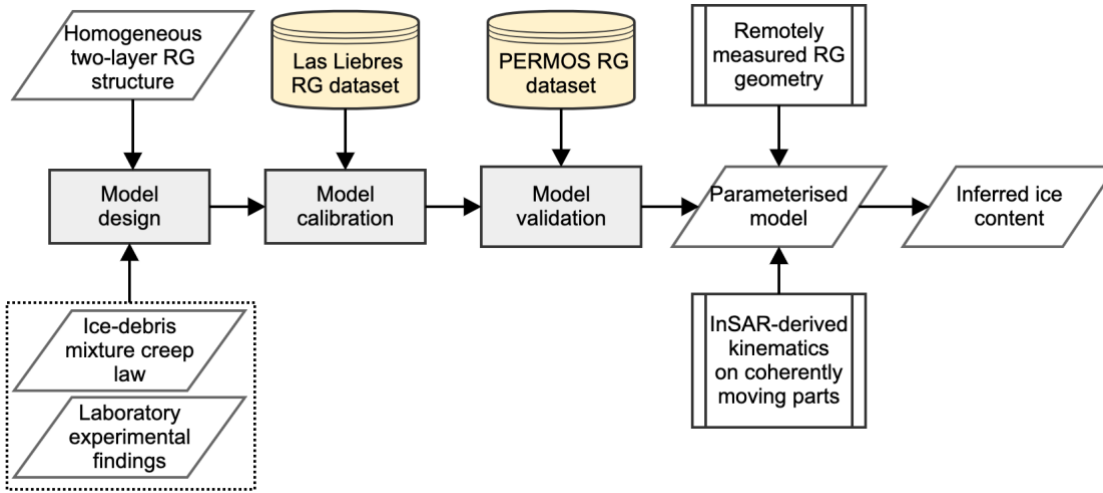 Homogeneous
two-layer RG
structure
Las Liebres
RG dataset
PERMOS RG
dataset
Remotely
measured RG
geometry
Model
design
Model
calibration
Model
validation
Parameterised
model
Inferred ice
content
Ice-debris
mixture creep
law
Laboratory
experimental
findings
InSAR-derived
kinematics
on coherently
moving parts